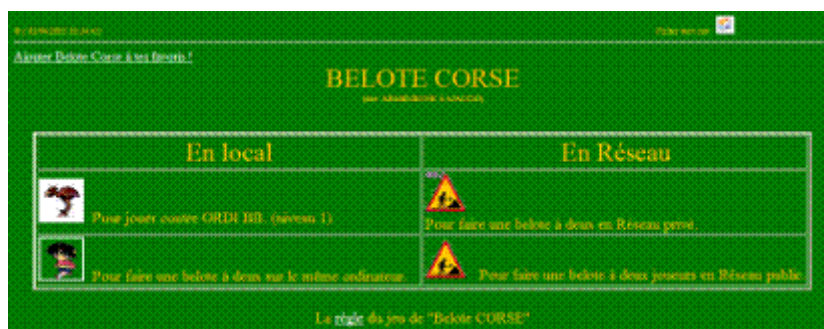 Ajouter Belote Corse à tes favoris !
BELOTE CORSE
En local
En Réseau
Pour jouer contre ORDI BB. (niveau 1)
Pour faire une belote à deux en Réseau privé.
Pour faire une belote à deux sur le même ordinateur.
Pour faire une belote à deux joueurs en Réseau public
La règle du jeu de "Belote CORSE"